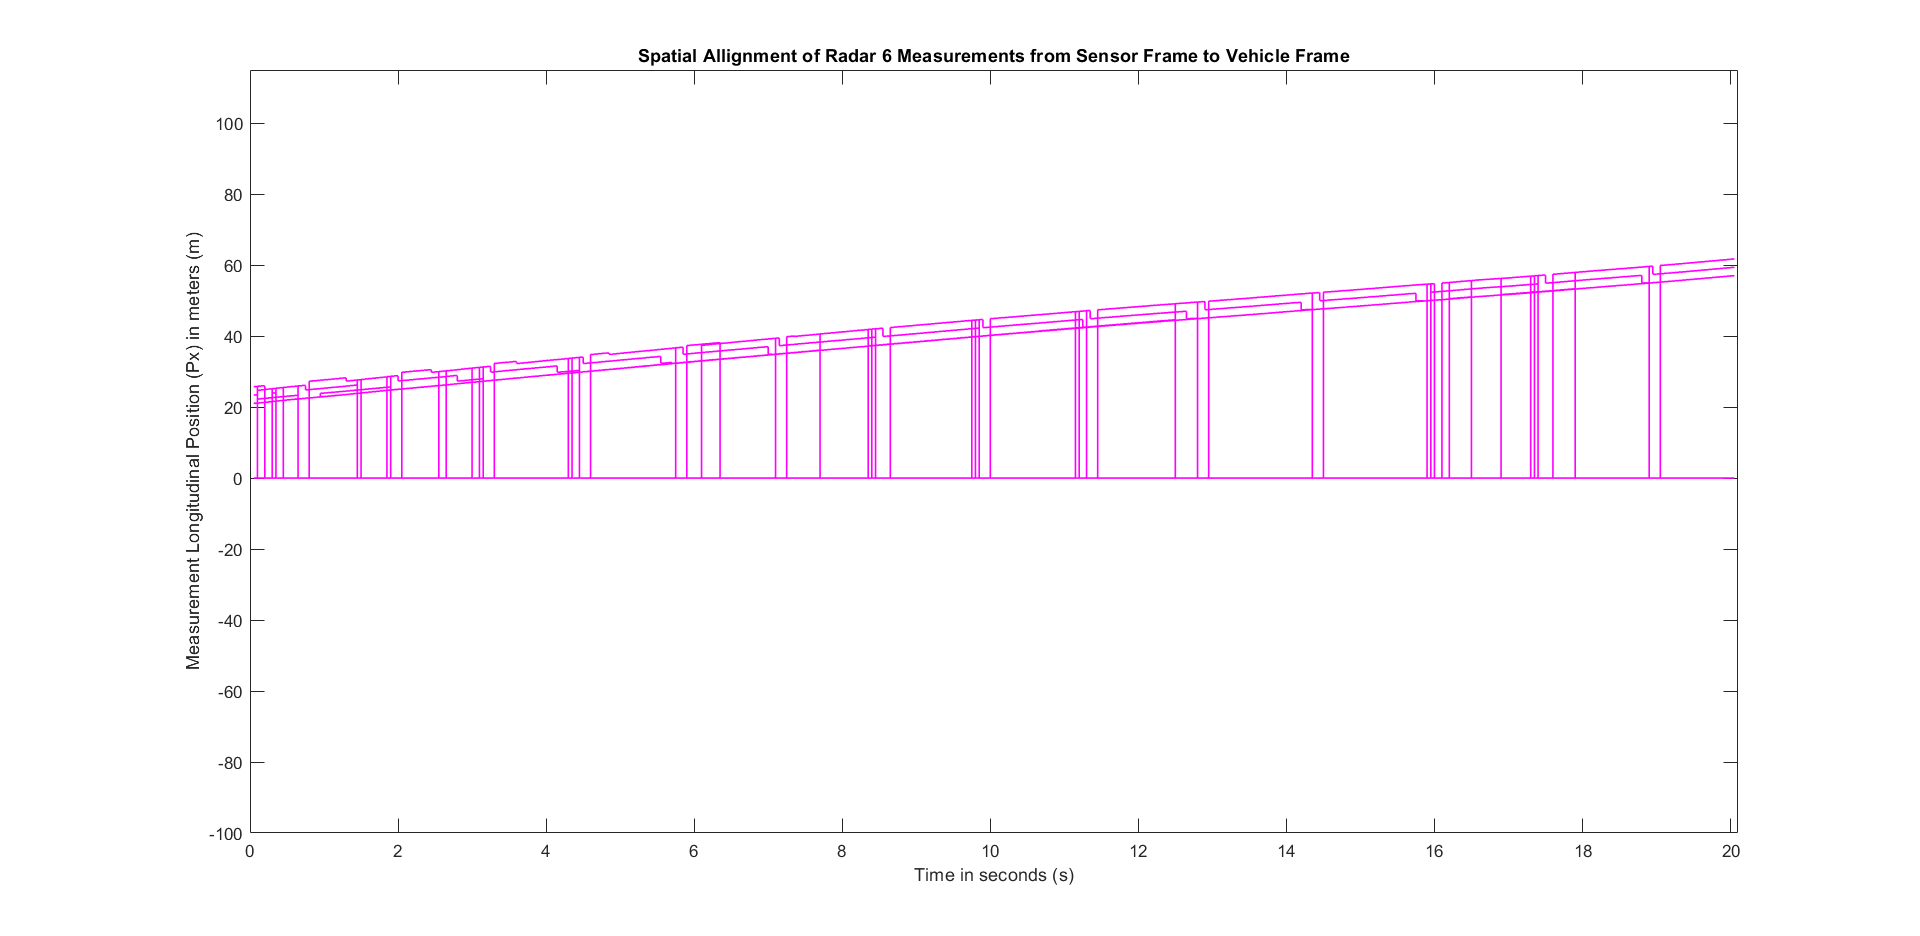 Spatial Allignment of Radar 6 Measurements from Sensor Frame to Vehicle Frame
Measurement Longitudinal Position (Px) in meters (m)
100
80
60
40
20
0
-20
-40
-60
-80
-100
0 2 4 6 8 10 12 14 16 18 20
Time in seconds (s)